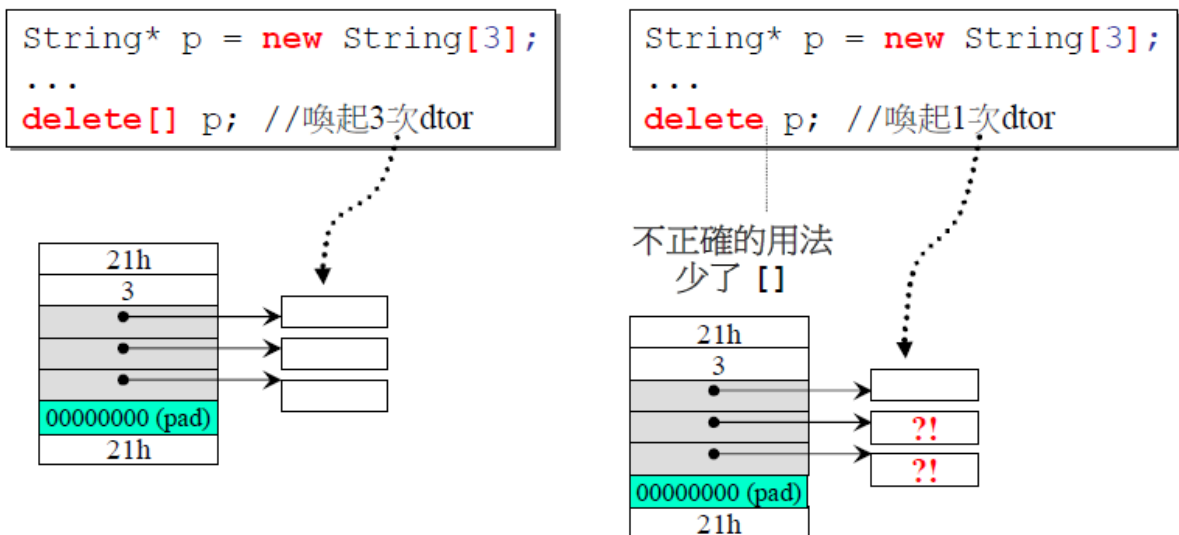 String* p = new String[3];
...
delete[] p; //喚起3次dtor
21h
3
00000000 (pad)
21h
String* p = new String[3];
...
delete p; //喚起1次dtor
不正確的用法
少了 []
21h
3
?!
?!
00000000 (pad)
21h